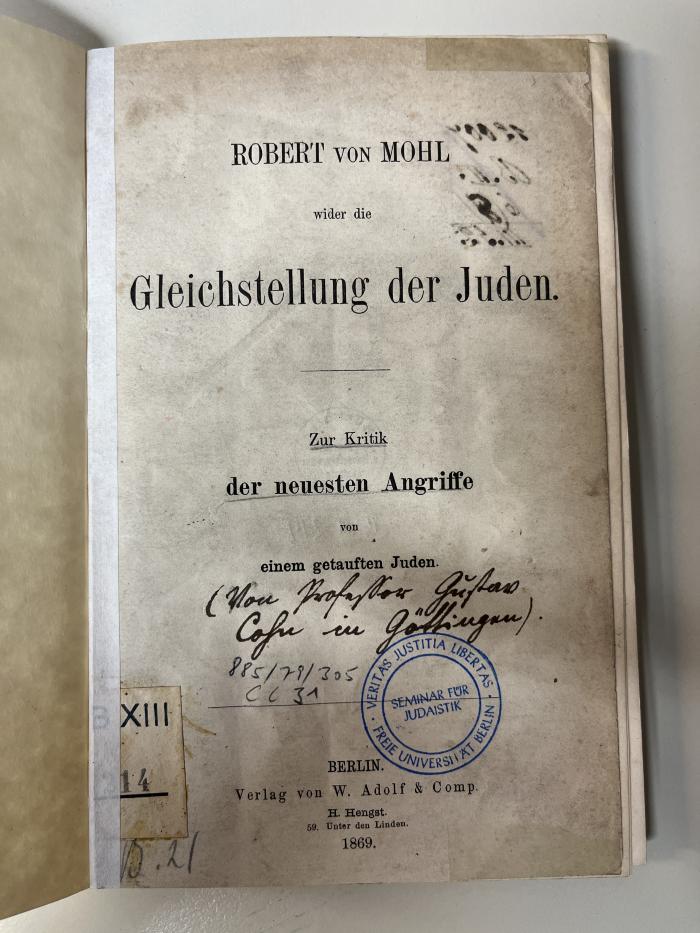 ROBERT VON MOHL
wider die
Gleichstellung der Juden.
Zur Kritik
der neuesten Angriffe
von
einem getauften Juden.
(Von Professor Gustav
Cohn in Göttingen).
885/79/305
CC 31
VERITAS JUSTITIA LIBERTAS
SEMINAR FÜR
JUDAISTIK
FREIE UNIVERSITÄT BERLIN
XIII
14
BERLIN.
Verlag von W. Adolf & Comp.
H. Hengst.
59. Unter den Linden.
1869.